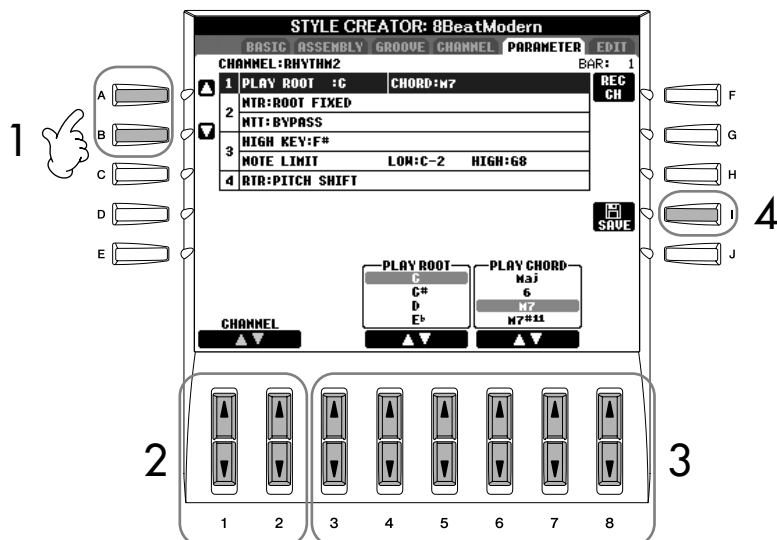 STYLE CREATOR: 8BeatModern
BASIC ASSEMBLY GROOVE CHANNEL PARAMETER EDIT
CHANNEL:RHYTHM2 BAR: 1
1 PLAY ROOT :C CHORD:M7 REC CH
2 NTR:ROOT FIXED
NTT:BYPASS
3 HIGH KEY:F#
NOTE LIMIT LOW:C-2 HIGH:G8
4 RTR:PITCH SHIFT
SAVE
PLAY ROOT PLAY CHORD
C Maj
C# 6
D M7
E♭ M7#11
CHANNEL
A
B
C
D
E
F
G
H
I
J
1
2
3
4
1 2 3 4 5 6 7 8